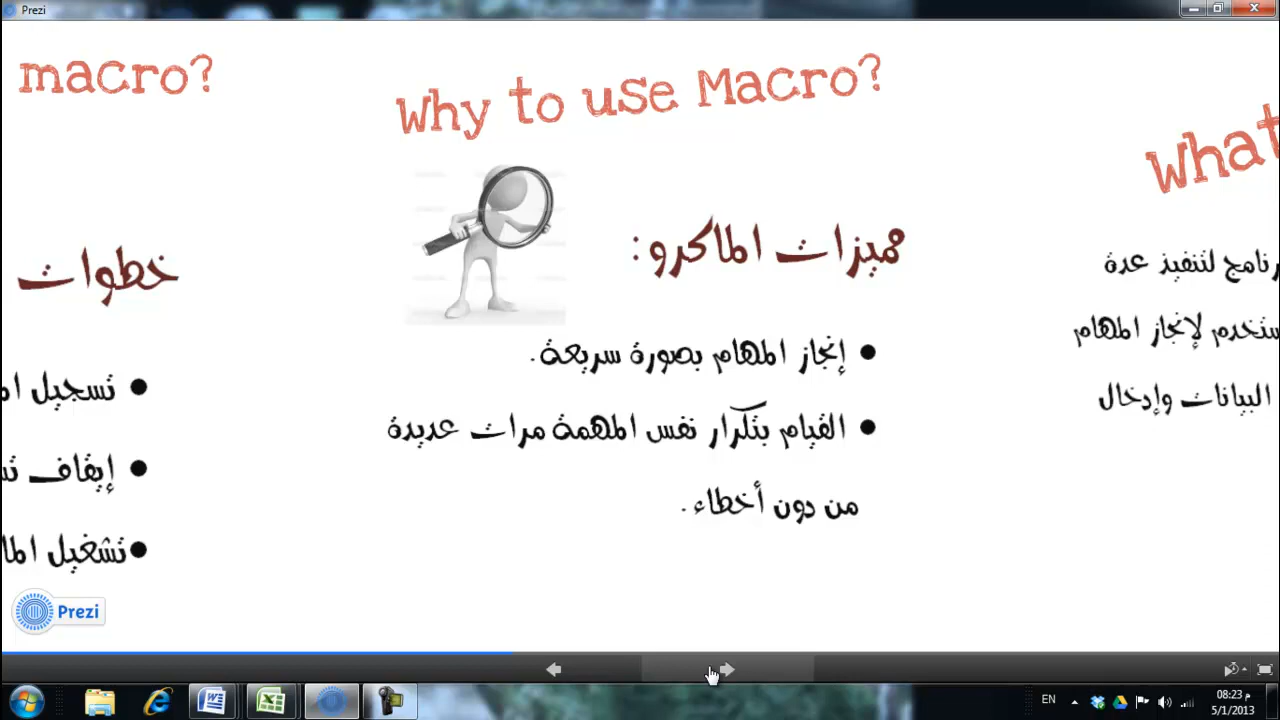 Prezi
macro?
Why to use Macro?
What
مميزات الماكرو:
إنجاز المهام بصورة سريعة.
القيام بتكرار نفس المهمة مرات عديدة
من دون أخطاء.
خطوات
تسجيل
إيقاف
تشغيل
لتنفيذ عدة
لإنجاز المهام
البيانات وإدخال
Prezi
EN
08:23 م
5/1/2013